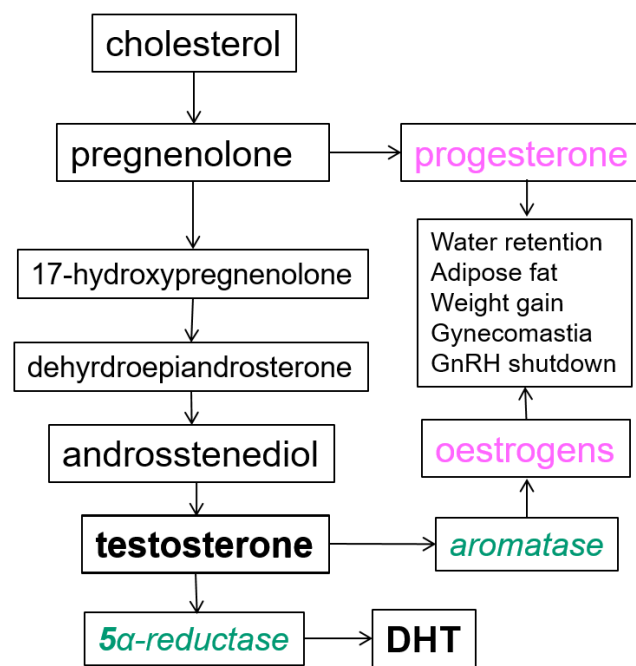 cholesterol
pregnenolone
progesterone
Water retention
Adipose fat
Weight gain
Gynecomastia
GnRH shutdown
17-hydroxypregnenolone
dehyrdroepiandrosterone
androsstenediol
oestrogens
testosterone
aromatase
5α-reductase
DHT